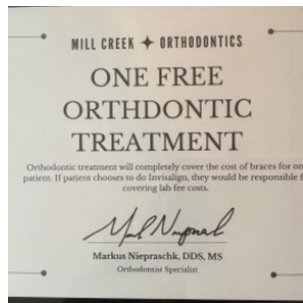 MILL CREEK ORTHODONTICS
ONE FREE
ORTHDONTIC
TREATMENT
Orthodontic treatment will completely cover the cost of braces for
patient. If patient chooses to do Invisalign, they would be responsible
covering lab fee costs.
Markus Niepraschk, DDS, MS
Orthodontist Specialist